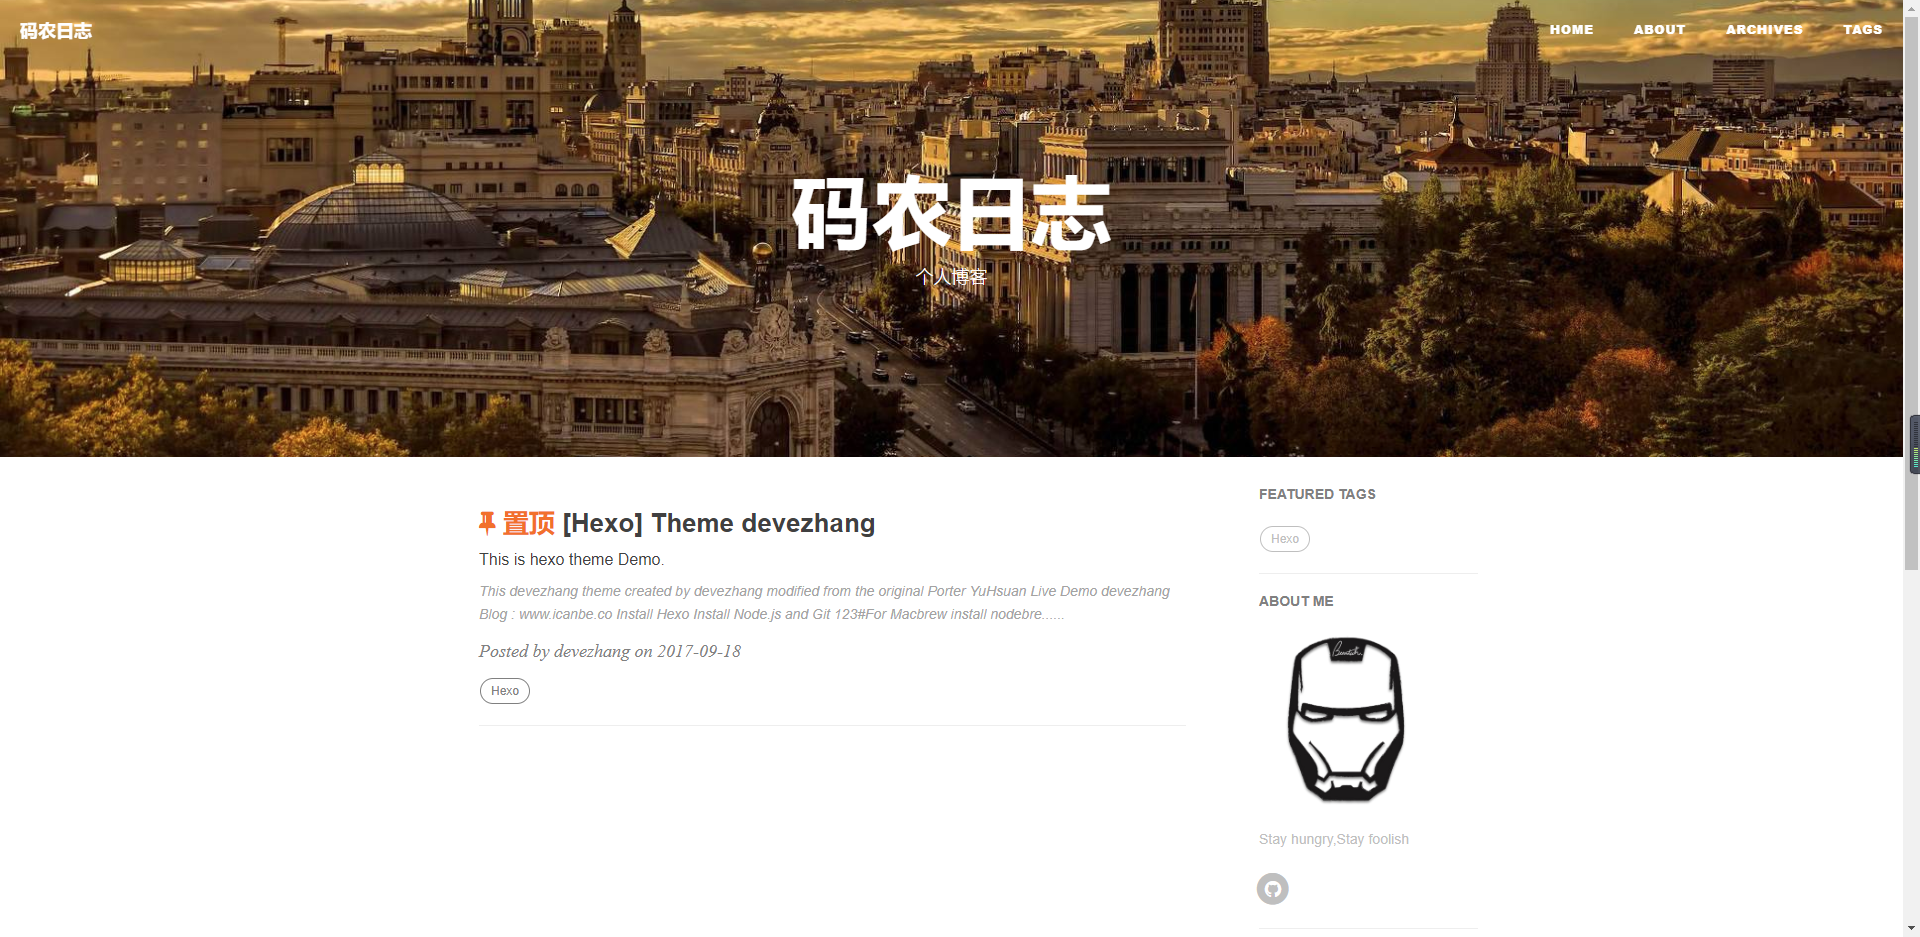 码农日志
HOME ABOUT ARCHIVES TAGS
码农日志
个人博客
置顶 [Hexo] Theme devezhang
This is hexo theme Demo.
This devezhang theme created by devezhang modified from the original Porter YuHsuan Live Demo devezhang
Blog : www.icanbe.co Install Hexo Install Node.js and Git 123#For Macbrew install nodebre......
Posted by devezhang on 2017-09-18
Hexo
FEATURED TAGS
Hexo
ABOUT ME
Stay hungry,Stay foolish